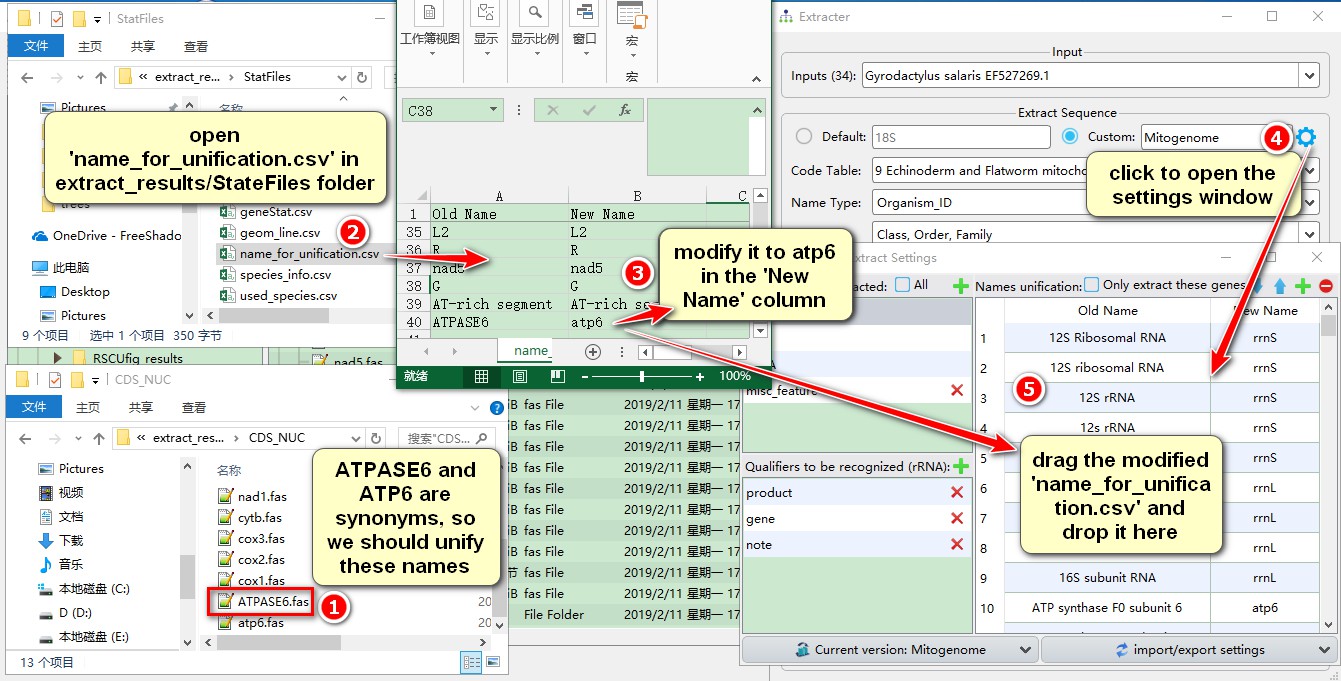 StatFiles
文件
主页
共享
查看
« extract_re... › StatFiles
Pictures
名称
open
'name_for_unification.csv' in
extract_results/StateFiles folder
geneStat.csv
geom_line.csv
2
name_for_unification.csv
species_info.csv
used_species.csv
OneDrive - FreeShado
此电脑
Desktop
Pictures
9 个项目 选中 1 个项目 350 字节
RSCUfig_results
nad5.fas
工作簿视图
显示
显示比例
窗口
宏
宏
C38
fx
A B C
1 Old Name New Name
35 L2 L2
36 R R
37 nad5 nad5
38 G G
39 AT-rich segment AT-rich se
40 ATPASE6 atp6
3
modify it to atp6
in the 'New
Name' column
name_
就绪
100%
Extracter
Input
Inputs (34):
Gyrodactylus salaris EF527269.1
Extract Sequence
Default:
18S
Custom:
Mitogenome
4
Code Table:
9 Echinoderm and Flatworm mitoch
Name Type:
Organism_ID
Class, Order, Family
click to open the
settings window
xtract Settings
acted:
All
Names unification:
Only extract these genes
Old Name New Name
1 12S Ribosomal RNA rrnS
2 12S ribosomal RNA rrnS
3 12S rRNA rrnS
4 12s rRNA rrnS
5 rrnS
6 rrnL
7 rrnL
8 rrnL
9 16S subunit RNA rrnL
10 ATP synthase F0 subunit 6 atp6
5
drag the modified
'name_for_unifica
tion.csv' and
drop it here
misc_feature
Qualifiers to be recognized (rRNA):
product
gene
note
Current version: Mitogenome
import/export settings
CDS_NUC
文件
主页
共享
查看
« extract_res... › CDS_NUC
搜索"CDS...
Pictures
视频
文档
下载
音乐
本地磁盘 (C:)
D (D:)
本地磁盘 (E:)
名称
nad1.fas
cytb.fas
cox3.fas
cox2.fas
cox1.fas
ATPASE6.fas
1
atp6.fas
20
20
13 个项目
ATPASE6 and
ATP6 are
synonyms, so
we should unify
these names
B fas File 2019/2/11 星期一 17
B fas File 2019/2/11 星期一 17
B fas File 2019/2/11 星期一 17
B fas File 2019/2/11 星期一 17
B fas File 2019/2/11 星期一 17
B fas File 2019/2/11 星期一 17
B fas File 2019/2/11 星期一 17
B fas File 2019/2/11 星期一 17
节 fas File 2019/2/11 星期一 17
B fas File 2019/2/11 星期一 17
File Folder 2019/2/11 星期一 17